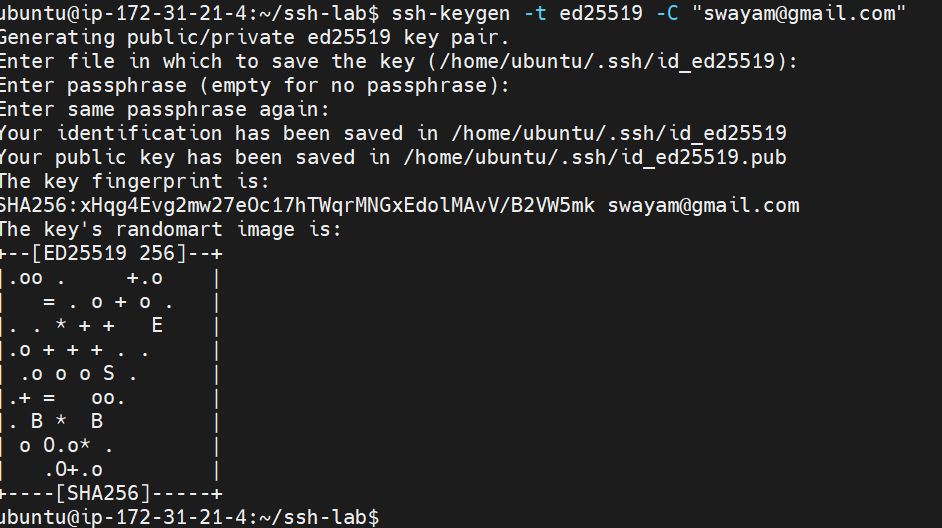 ubuntu@ip-172-31-21-4:~/ssh-lab$ ssh-keygen -t ed25519 -C "swayam@gmail.com"
Generating public/private ed25519 key pair.
Enter file in which to save the key (/home/ubuntu/.ssh/id_ed25519):
Enter passphrase (empty for no passphrase):
Enter same passphrase again:
Your identification has been saved in /home/ubuntu/.ssh/id_ed25519
Your public key has been saved in /home/ubuntu/.ssh/id_ed25519.pub
The key fingerprint is:
SHA256:xHqg4Evg2mw27eOc17hTWqrMNGxEdolMAvV/B2VW5mk swayam@gmail.com
The key's randomart image is:
+--[ED25519 256]--+
|.oo .     +.o    |
|   = . o + o .   |
|. . * + +   E    |
|.o + + + . .     |
| .o o o S .      |
|.+ =   oo.       |
|. B *  B         |
| o O.o* .        |
|   .O+.o         |
+----[SHA256]-----+
ubuntu@ip-172-31-21-4:~/ssh-lab$